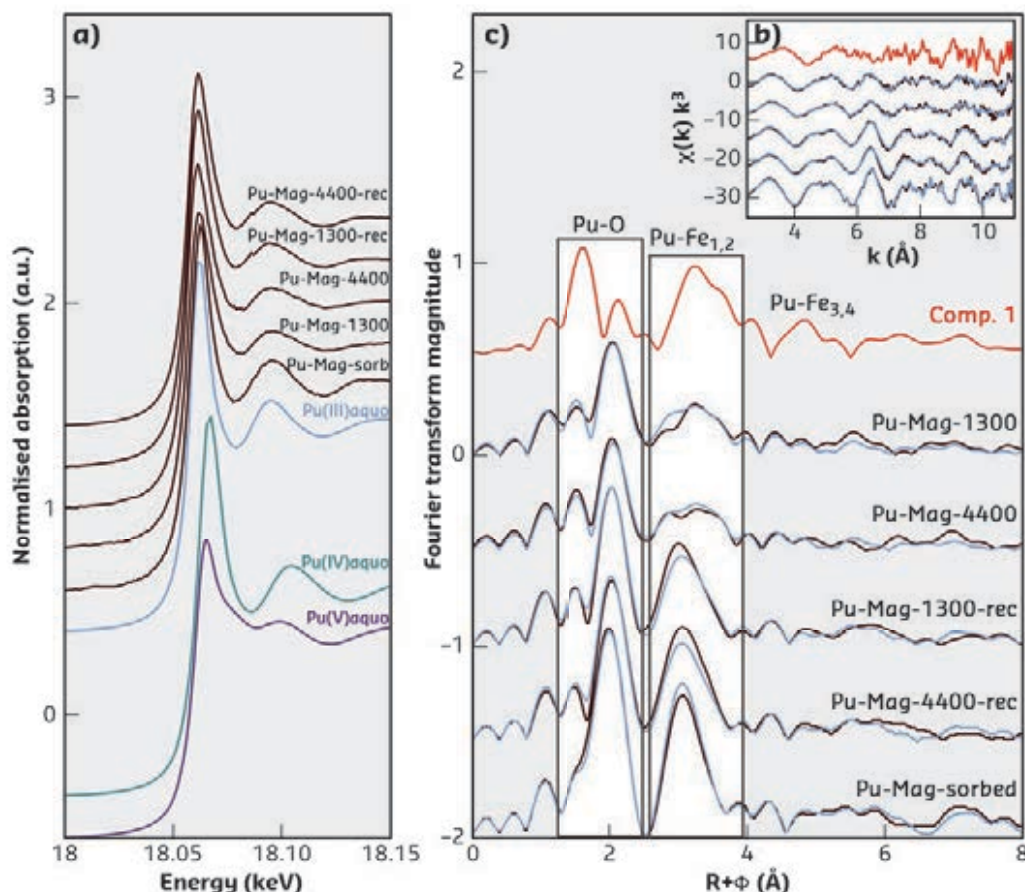 a)
Normalised absorption (a.u.)
3
2
1
0
Pu-Mag-4400-rec
Pu-Mag-1300-rec
Pu-Mag-4400
Pu-Mag-1300
Pu-Mag-sorb
Pu(III)aquo
Pu(IV)aquo
Pu(V)aquo
18
18.05
18.10
18.15
Energy (keV)
c)
Fourier transform magnitude
2
1
0
-1
-2
b)
χ(k) k³
10
0
-10
-20
-30
4
6
8
10
k (Å)
Pu-O
Pu-Fe1,2
Pu-Fe3,4
Comp. 1
Pu-Mag-1300
Pu-Mag-4400
Pu-Mag-1300-rec
Pu-Mag-4400-rec
Pu-Mag-sorbed
0
2
4
6
8
R+Φ (Å)